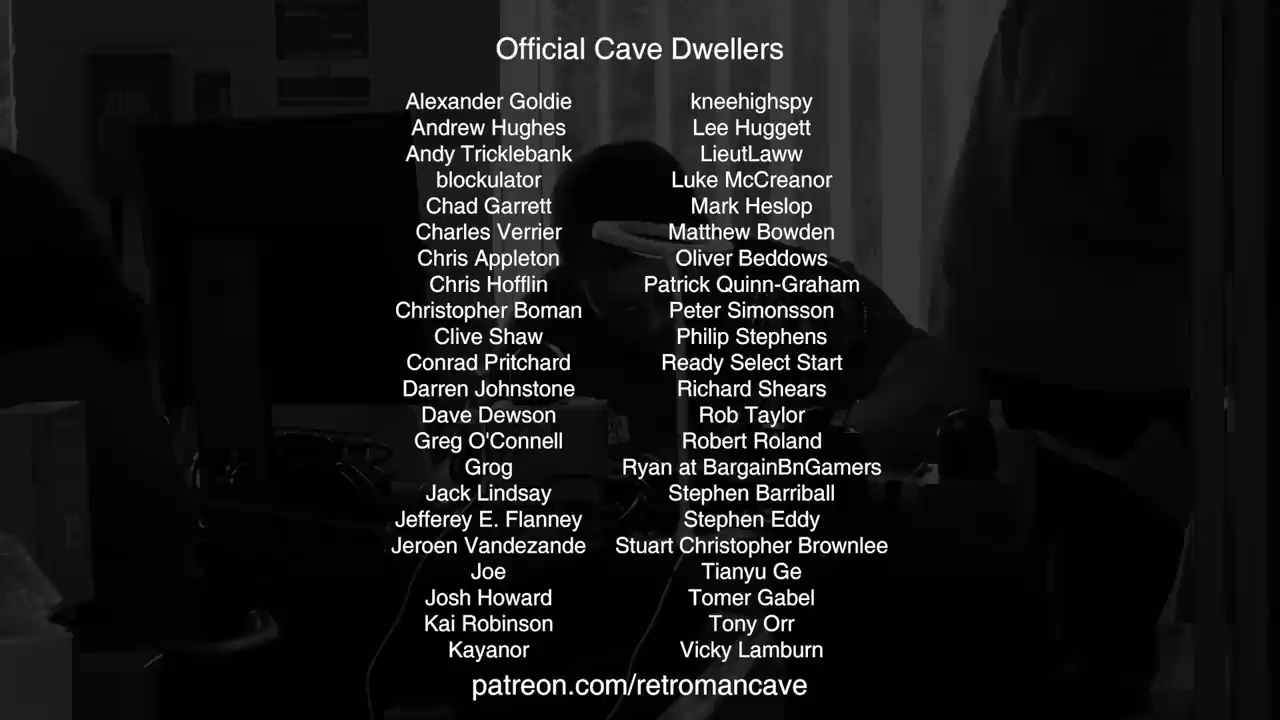 Official Cave Dwellers
Alexander Goldie
Andrew Hughes
Andy Tricklebank
blockulator
Chad Garrett
Charles Verrier
Chris Appleton
Chris Hofflin
Christopher Boman
Clive Shaw
Conrad Pritchard
Darren Johnstone
Dave Dewson
Greg O'Connell
Grog
Jack Lindsay
Jefferey E. Flanney
Jeroen Vandezande
Joe
Josh Howard
Kai Robinson
Kayanor
kneehighspy
Lee Huggett
LieutLaww
Luke McCreanor
Mark Heslop
Matthew Bowden
Oliver Beddows
Patrick Quinn-Graham
Peter Simonsson
Philip Stephens
Ready Select Start
Richard Shears
Rob Taylor
Robert Roland
Ryan at BargainBnGamers
Stephen Barriball
Stephen Eddy
Stuart Christopher Brownlee
Tianyu Ge
Tomer Gabel
Tony Orr
Vicky Lamburn
patreon.com/retromancave